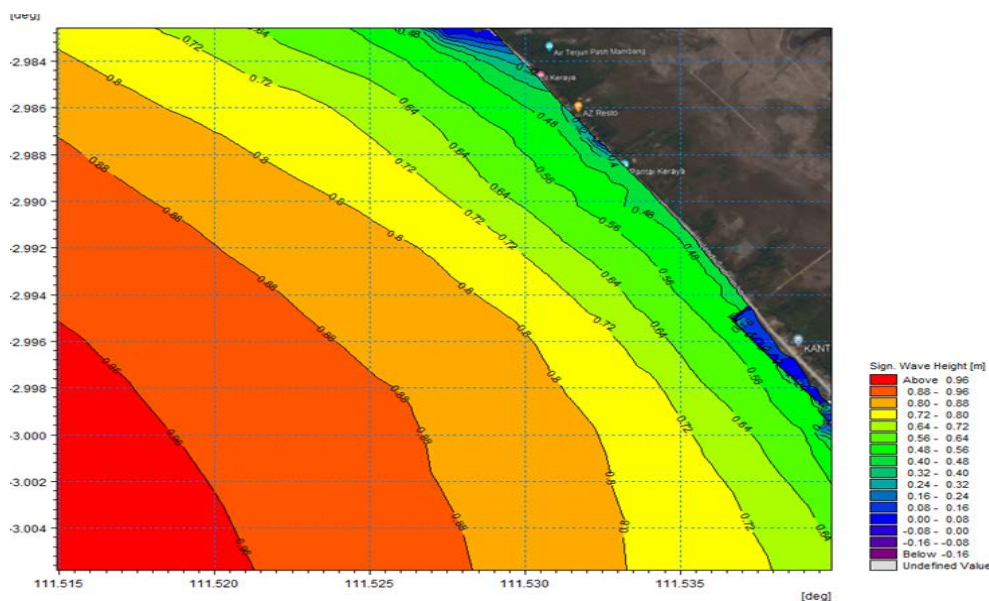 [deg]
-2.984
-2.986
-2.988
-2.990
-2.992
-2.994
-2.996
-2.998
-3.000
-3.002
-3.004
111.515
111.520
111.525
111.530
111.535
[deg]
0.72
0.64
0.48
0.8
0.72
0.64
0.48
0.88
0.8
0.72
0.64
0.56
0.4
0.88
0.8
0.72
0.64
0.56
0.48
0.96
0.88
0.8
0.72
0.64
0.56
0.48
0.96
0.88
0.8
0.72
0.64
0.56
0.96
0.88
0.8
0.72
0.64
Air Terjun Patih Mambang
Keraya
AZ Resto
Pantai Keraya
KANT
Sign. Wave Height [m]
Above 0.96
0.88 - 0.96
0.80 - 0.88
0.72 - 0.80
0.64 - 0.72
0.56 - 0.64
0.48 - 0.56
0.40 - 0.48
0.32 - 0.40
0.24 - 0.32
0.16 - 0.24
0.08 - 0.16
0.00 - 0.08
-0.08 - 0.00
-0.16 - -0.08
Below -0.16
Undefined Value